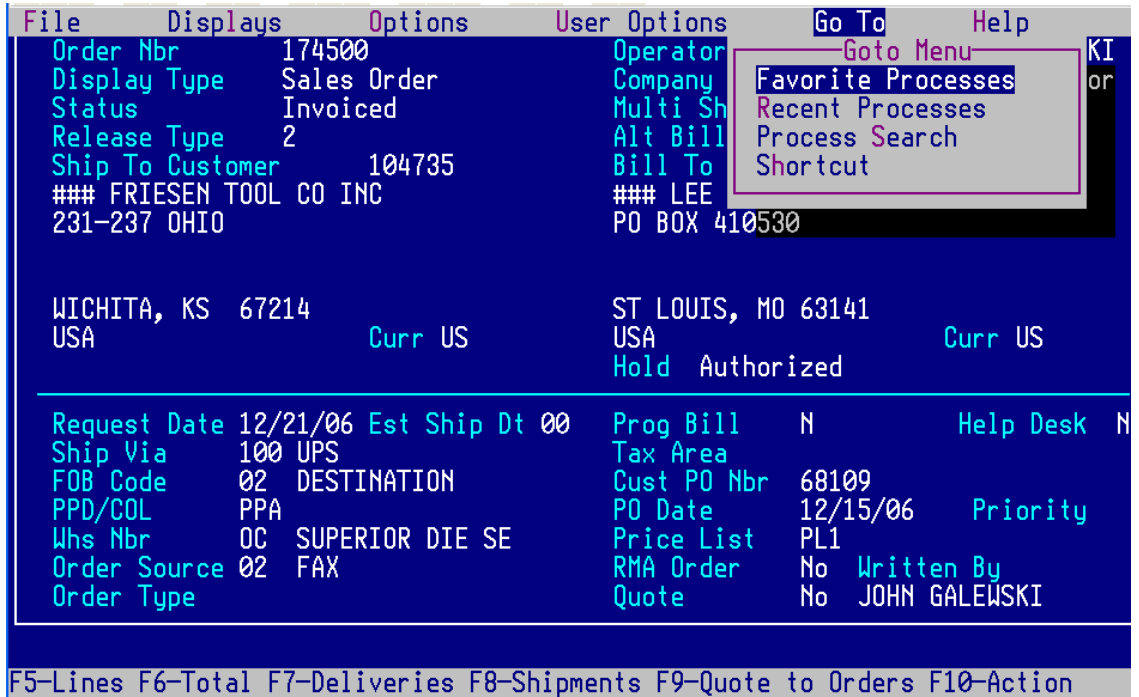 File Displays Options User Options Go To Help
Order Nbr 174500 Operator Goto Menu KI
Display Type Sales Order Company Favorite Processes or
Status Invoiced Multi Sh Recent Processes
Release Type 2 Alt Bill Process Search
Ship To Customer 104735 Bill To Shortcut
### FRIESEN TOOL CO INC ### LEE
231-237 OHIO PO BOX 410530
WICHITA, KS 67214 ST LOUIS, MO 63141
USA Curr US USA Curr US
Hold Authorized
Request Date 12/21/06 Est Ship Dt 00 Prog Bill N Help Desk N
Ship Via 100 UPS Tax Area
FOB Code 02 DESTINATION Cust PO Nbr 68109
PPD/COL PPA PO Date 12/15/06 Priority
Whs Nbr OC SUPERIOR DIE SE Price List PL1
Order Source 02 FAX RMA Order No Written By
Order Type Quote No JOHN GALEWSKI
F5-Lines F6-Total F7-Deliveries F8-Shipments F9-Quote to Orders F10-Action